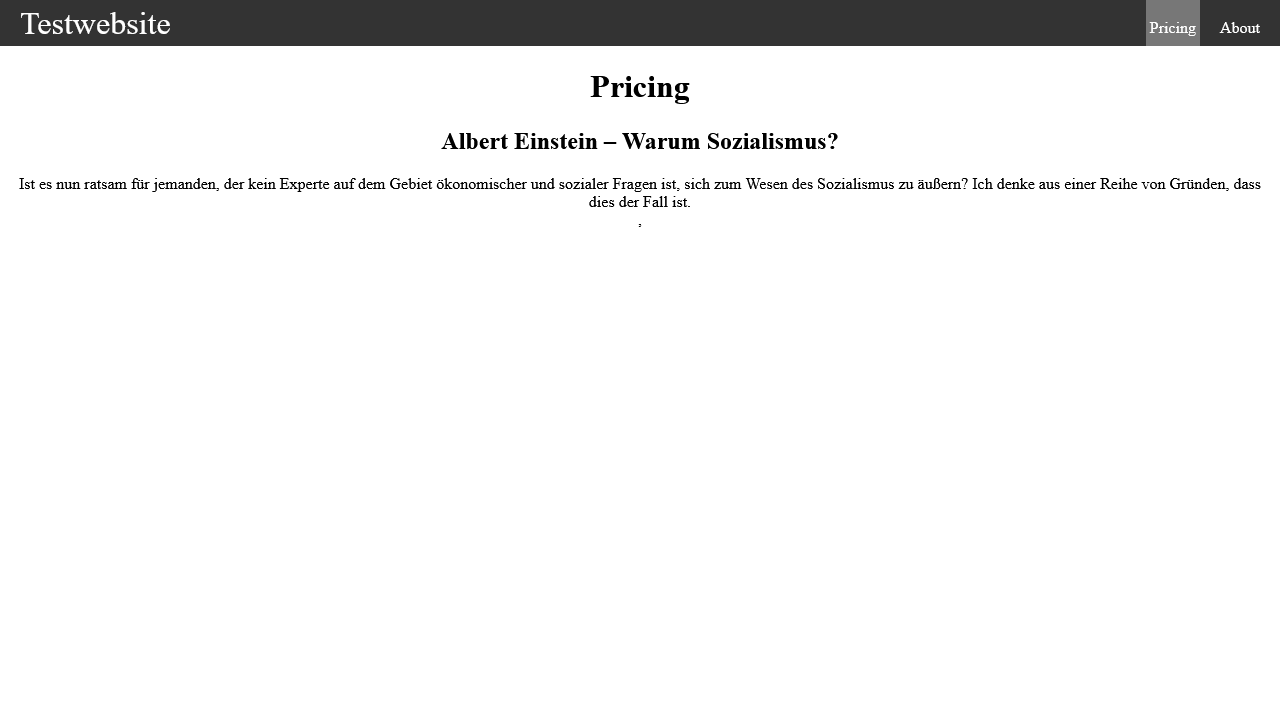 Testwebsite
Pricing
About
Pricing
Albert Einstein – Warum Sozialismus?
Ist es nun ratsam für jemanden, der kein Experte auf dem Gebiet ökonomischer und sozialer Fragen ist, sich zum Wesen des Sozialismus zu äußern? Ich denke aus einer Reihe von Gründen, dass
dies der Fall ist.
,